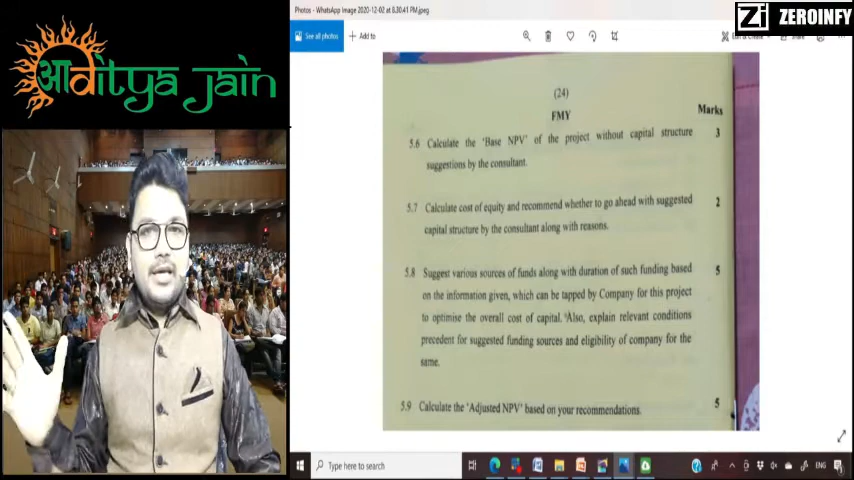 Photos - WhatsApp Image 2020-12-02 at 8.30.41 PM.jpeg
Zi ZEROINFY
आditya jain
See all photos
Add to
Edit & Create
Share
(24)
FMY
Marks
5.6 Calculate the 'Base NPV' of the project without capital structure 3
suggestions by the consultant.
5.7 Calculate cost of equity and recommend whether to go ahead with suggested 2
capital structure by the consultant along with reasons.
5.8 Suggest various sources of funds along with duration of such funding based 5
on the information given, which can be tapped by Company for this project
to optimise the overall cost of capital. Also, explain relevant conditions
precedent for suggested funding sources and eligibility of company for the
same.
5.9 Calculate the 'Adjusted NPV' based on your recommendations. 5
Type here to search
ENG